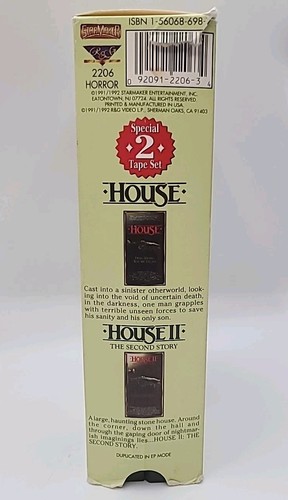 ISBN 1-56068-698-
STARMAKER
R&G
2206
HORROR
0 92091-2206-3 4
©1991/1992 STARMAKER ENTERTAINMENT, INC.
EATONTOWN, NJ 07724. ALL RIGHTS RESERVED.
PRINTED & MANUFACTURED IN USA.
©1991/1992 R&G VIDEO L.P., SHERMAN OAKS, CA 91403
Special
2
Tape Set
·HOUSE·
HOUSE
Cast into a sinister otherworld, look-
ing into the void of uncertain death,
in the darkness, one man grapples
with terrible unseen forces to save
his sanity and his only son.
·HOUSE II·
THE SECOND STORY
HOUSE II
A large, haunting stone house. Around
the corner, down the hall and
through the gaping door of nightmar-
ish imaginings lies...HOUSE II: THE
SECOND STORY.
DUPLICATED IN EP MODE